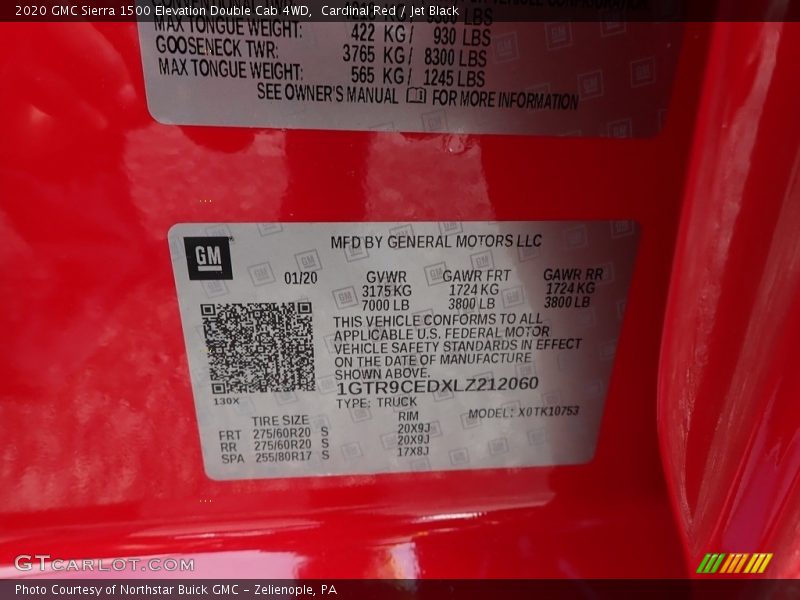 2020 GMC Sierra 1500 Elevation Double Cab 4WD, Cardinal Red / Jet Black
LBS
MAX TONGUE WEIGHT: 422 KG/ 930 LBS
GOOSENECK TWR: 3765 KG/ 8300 LBS
MAX TONGUE WEIGHT: 565 KG/ 1245 LBS
SEE OWNER'S MANUAL FOR MORE INFORMATION
GM
MFD BY GENERAL MOTORS LLC
01/20 GVWR GAWR FRT GAWR RR
3175 KG 1724 KG 1724 KG
7000 LB 3800 LB 3800 LB
THIS VEHICLE CONFORMS TO ALL
APPLICABLE U.S. FEDERAL MOTOR
VEHICLE SAFETY STANDARDS IN EFFECT
ON THE DATE OF MANUFACTURE
SHOWN ABOVE.
1GTR9CEDXLZ212060
130X
TYPE: TRUCK
MODEL: X0TK10753
TIRE SIZE RIM
FRT 275/60R20 S 20X9J
RR 275/60R20 S 20X9J
SPA 255/80R17 S 17X8J
GTcarlot.com
Photo Courtesy of Northstar Buick GMC - Zelienople, PA